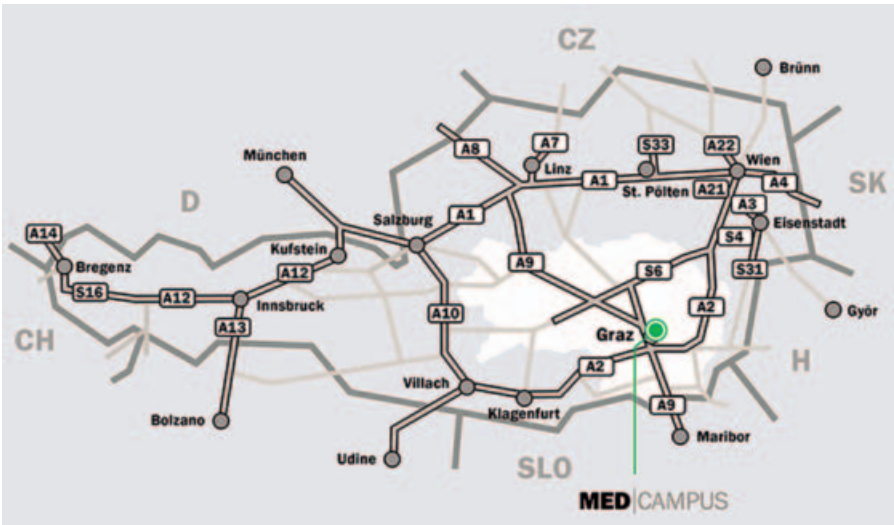 CZ
Brünn
München
A8
A7
S33
A22
Linz
Wien
A1
St. Pölten
A21
A4
SK
D
Salzburg
A1
A3
Eisenstadt
A14
Kufstein
S4
Bregenz
A12
A9
S6
S31
S16
A12
Innsbruck
A10
A2
Györ
CH
A13
Graz
H
A2
Villach
Klagenfurt
A9
Bolzano
Maribor
Udine
SLO
MED|CAMPUS